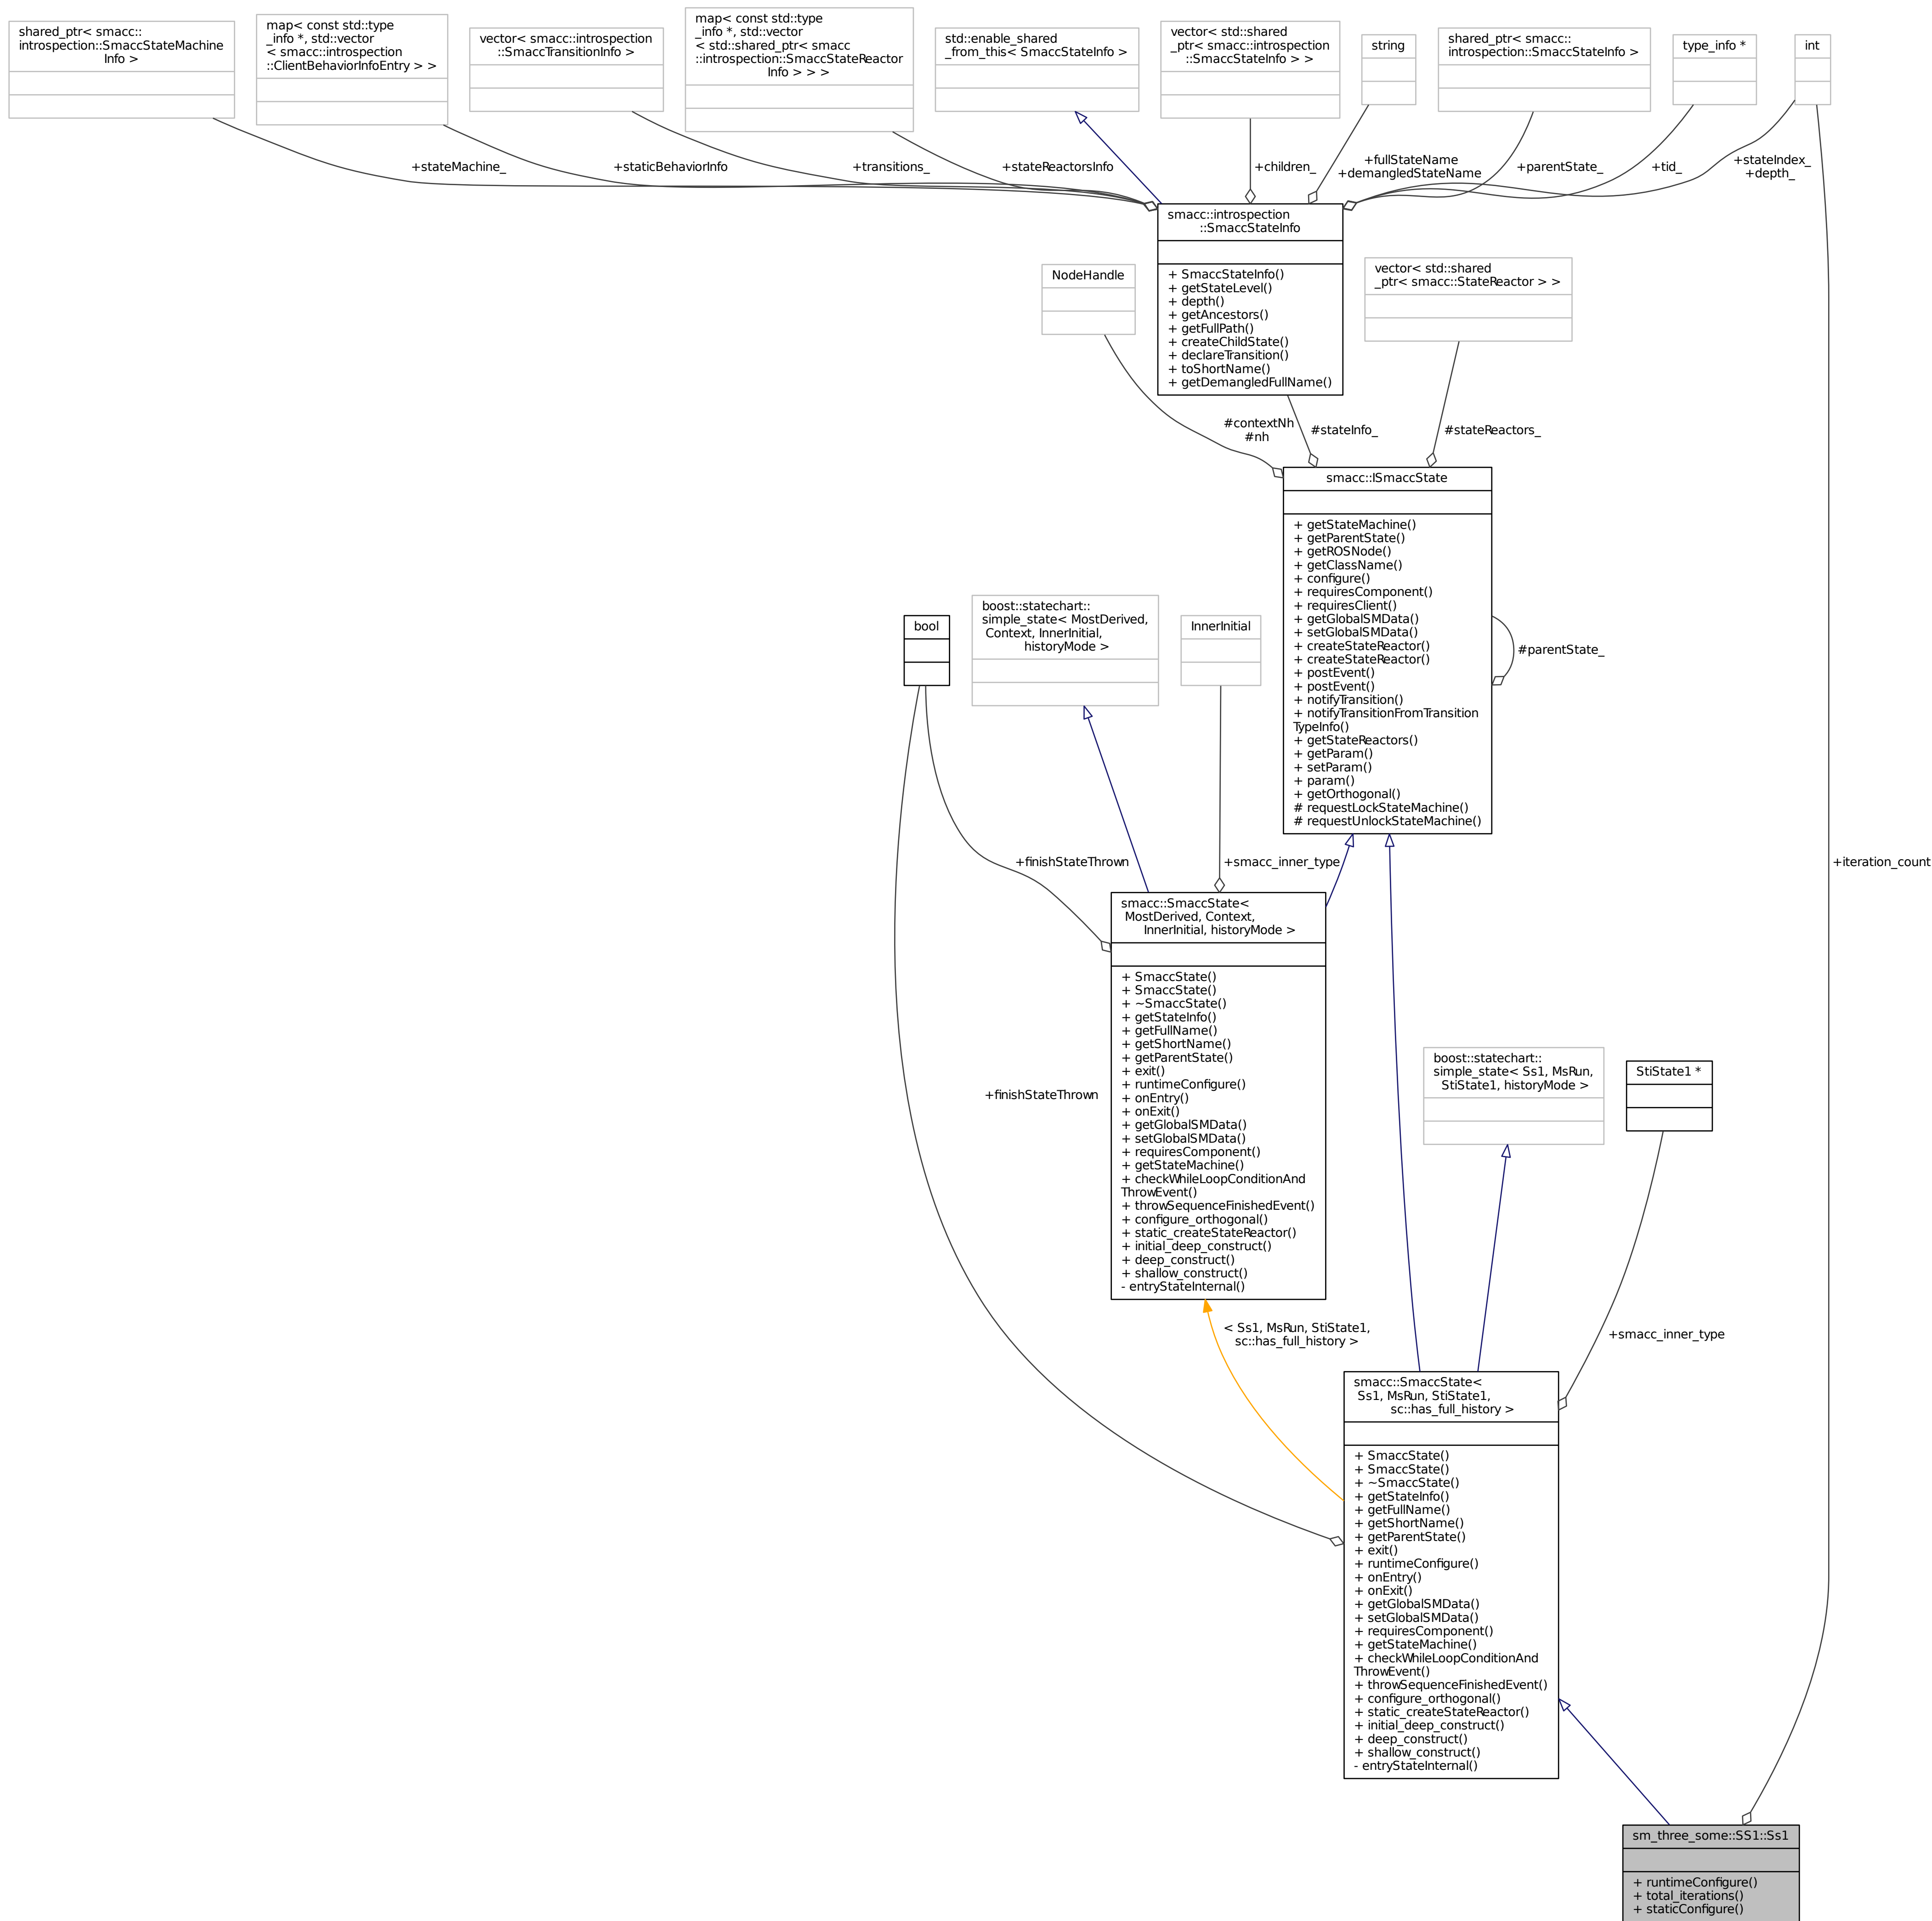 shared_ptr< smacc::
introspection::SmaccStateMachine
Info >
map< const std::type
_info *, std::vector
< smacc::introspection
::ClientBehaviorInfoEntry > >
vector< smacc::introspection
::SmaccTransitionInfo >
map< const std::type
_info *, std::vector
< std::shared_ptr< smacc
::introspection::SmaccStateReactor
Info > > >
std::enable_shared
_from_this< SmaccStateInfo >
vector< std::shared
_ptr< smacc::introspection
::SmaccStateInfo > >
string
shared_ptr< smacc::
introspection::SmaccStateInfo >
type_info *
int
+stateMachine_
+staticBehaviorInfo
+transitions_
+stateReactorsInfo
+children_
+fullStateName
+demangledStateName
+parentState_
+tid_
+stateIndex_
+depth_
smacc::introspection
::SmaccStateInfo
+ SmaccStateInfo()
+ getStateLevel()
+ depth()
+ getAncestors()
+ getFullPath()
+ createChildState()
+ declareTransition()
+ toShortName()
+ getDemangledFullName()
NodeHandle
vector< std::shared
_ptr< smacc::StateReactor > >
#contextNh
#nh
#stateInfo_
#stateReactors_
smacc::ISmaccState
+ getStateMachine()
+ getParentState()
+ getROSNode()
+ getClassName()
+ configure()
+ requiresComponent()
+ requiresClient()
+ getGlobalSMData()
+ setGlobalSMData()
+ createStateReactor()
+ createStateReactor()
+ postEvent()
+ postEvent()
+ notifyTransition()
+ notifyTransitionFromTransition
TypeInfo()
+ getStateReactors()
+ getParam()
+ setParam()
+ param()
+ getOrthogonal()
# requestLockStateMachine()
# requestUnlockStateMachine()
#parentState_
bool
boost::statechart::
simple_state< MostDerived,
Context, InnerInitial,
historyMode >
InnerInitial
+finishStateThrown
+smacc_inner_type
+iteration_count
smacc::SmaccState<
MostDerived, Context,
InnerInitial, historyMode >
+ SmaccState()
+ SmaccState()
+ ~SmaccState()
+ getStateInfo()
+ getFullName()
+ getShortName()
+ getParentState()
+ exit()
+ runtimeConfigure()
+ onEntry()
+ onExit()
+ getGlobalSMData()
+ setGlobalSMData()
+ requiresComponent()
+ getStateMachine()
+ checkWhileLoopConditionAnd
ThrowEvent()
+ throwSequenceFinishedEvent()
+ configure_orthogonal()
+ static_createStateReactor()
+ initial_deep_construct()
+ deep_construct()
+ shallow_construct()
- entryStateInternal()
+finishStateThrown
boost::statechart::
simple_state< Ss1, MsRun,
StiState1, historyMode >
StiState1 *
< Ss1, MsRun, StiState1,
sc::has_full_history >
+smacc_inner_type
smacc::SmaccState<
Ss1, MsRun, StiState1,
sc::has_full_history >
+ SmaccState()
+ SmaccState()
+ ~SmaccState()
+ getStateInfo()
+ getFullName()
+ getShortName()
+ getParentState()
+ exit()
+ runtimeConfigure()
+ onEntry()
+ onExit()
+ getGlobalSMData()
+ setGlobalSMData()
+ requiresComponent()
+ getStateMachine()
+ checkWhileLoopConditionAnd
ThrowEvent()
+ throwSequenceFinishedEvent()
+ configure_orthogonal()
+ static_createStateReactor()
+ initial_deep_construct()
+ deep_construct()
+ shallow_construct()
- entryStateInternal()
sm_three_some::SS1::Ss1
+ runtimeConfigure()
+ total_iterations()
+ staticConfigure()